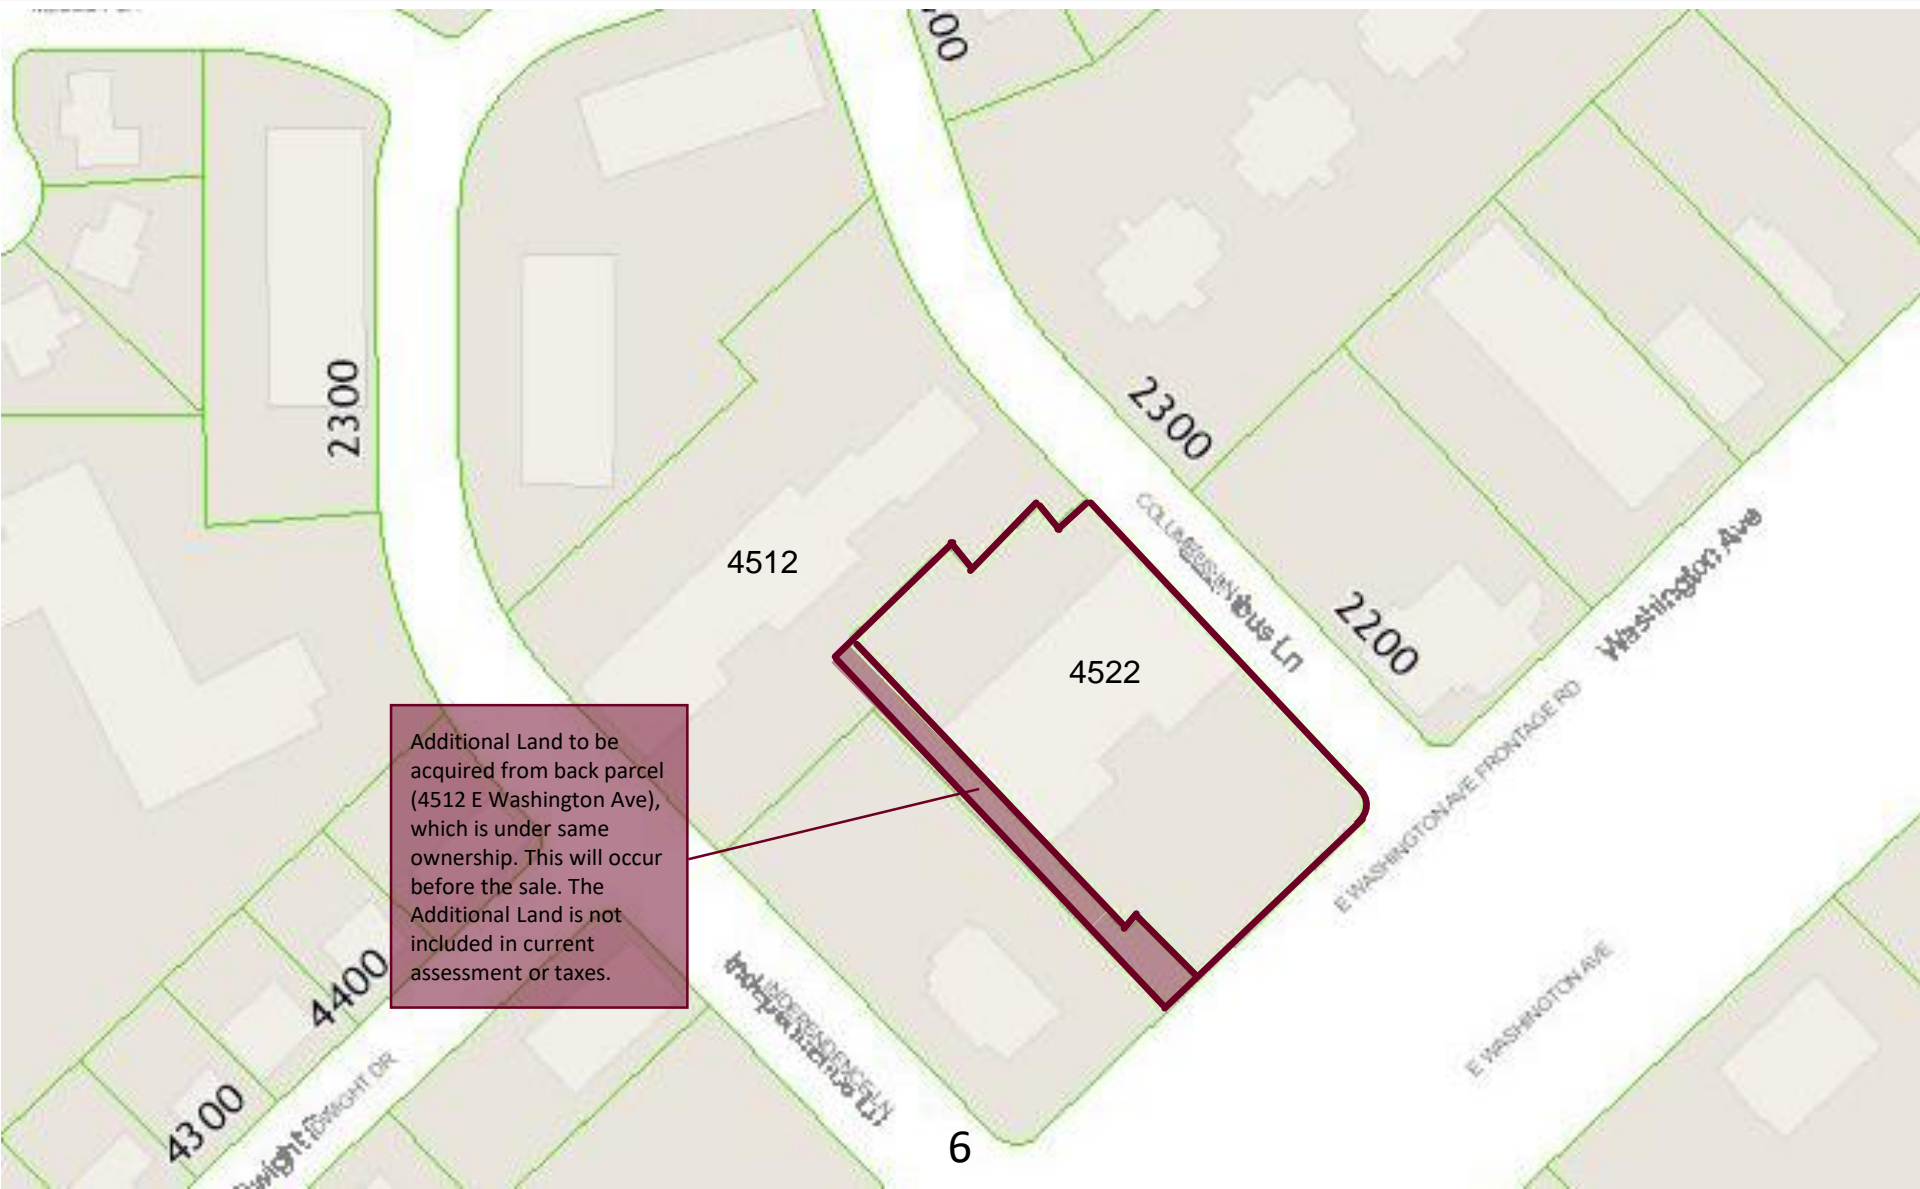 00
2300
2300
COLUMBUS LN
4512
Washington Ave
2200
4522
E WASHINGTON AVE FRONTAGE RD
Additional Land to be
acquired from back parcel
(4512 E Washington Ave),
which is under same
ownership. This will occur
before the sale. The
Additional Land is not
included in current
assessment or taxes.
4400
INDEPENDENCE LN
Independence Ln
E WASHINGTON AVE
4300
DWIGHT DR
6